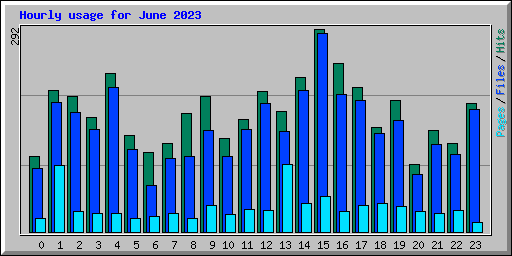 Hourly usage for June 2023
292
Pages/Files/Hits
0 1 2 3 4 5 6 7 8 9 10 11 12 13 14 15 16 17 18 19 20 21 22 23